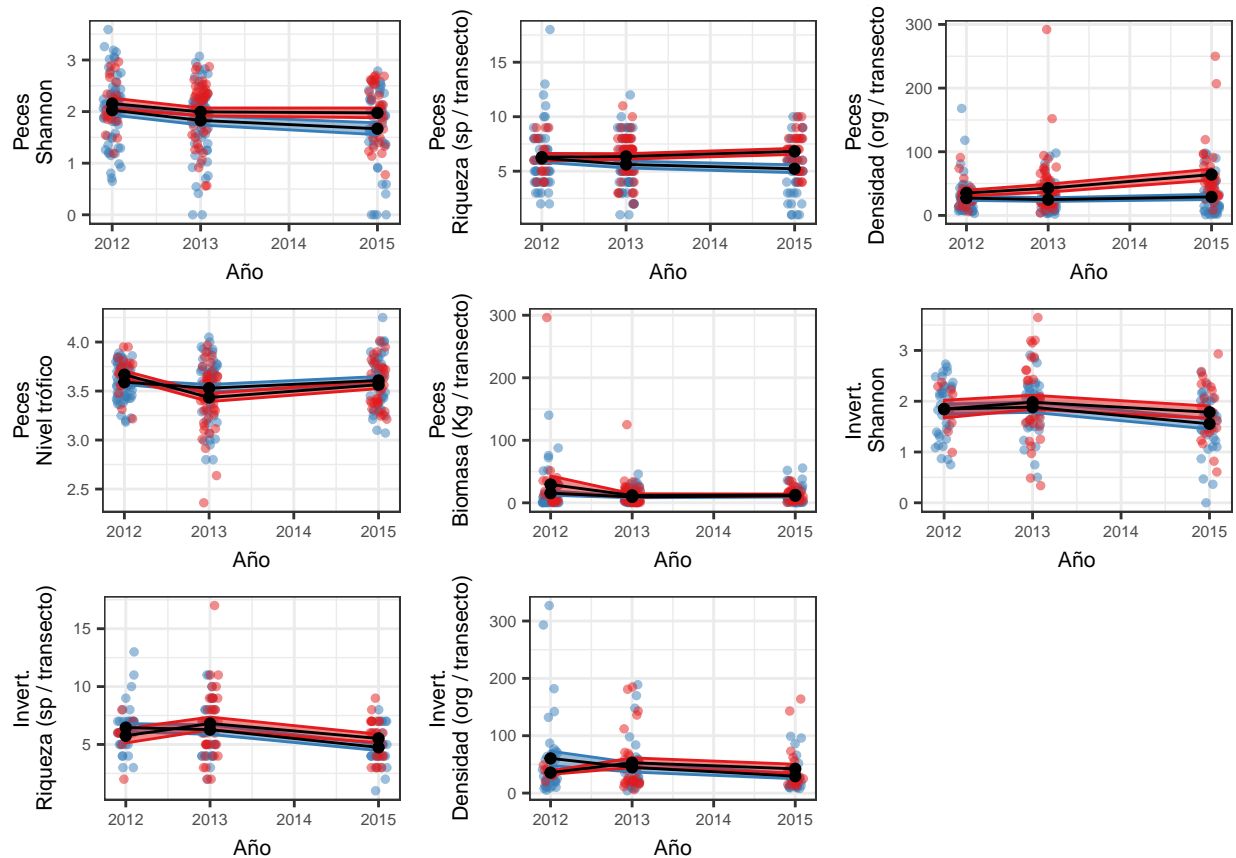 Peces
Shannon
3
2
1
0
2012 2013 2014 2015
Año
Peces
Riqueza (sp / transecto)
15
10
5
2012 2013 2014 2015
Año
Peces
Densidad (org / transecto
300
200
100
0
2012 2013 2014 2015
Año
Peces
Nivel trófico
4.0
3.5
3.0
2.5
2012 2013 2014 2015
Año
Peces
Biomasa (Kg / transecto)
300
200
100
0
2012 2013 2014 2015
Año
Invert.
Shannon
3
2
1
0
2012 2013 2014 2015
Año
Invert.
Riqueza (sp / transecto)
15
10
5
2012 2013 2014 2015
Año
Invert.
Densidad (org / transecto)
300
200
100
0
2012 2013 2014 2015
Año